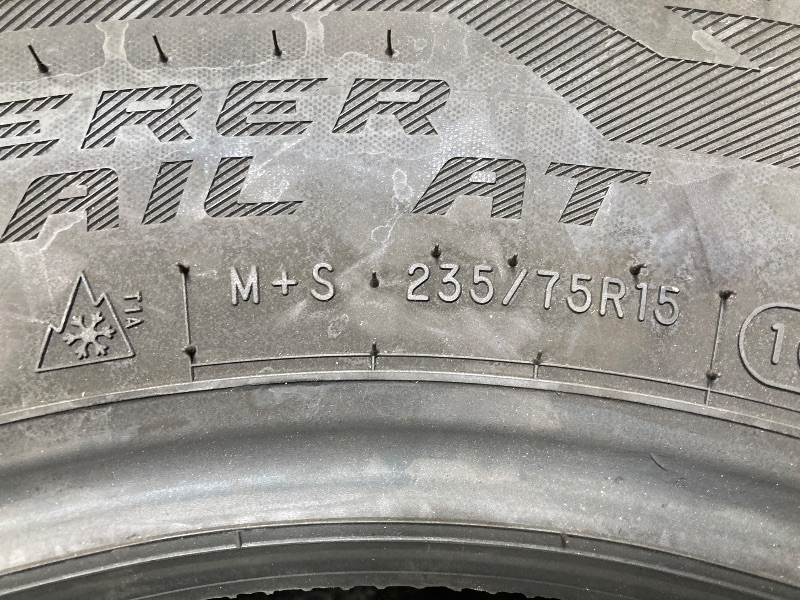 ERER
AIL AT
T1A M+S · 235/75R15